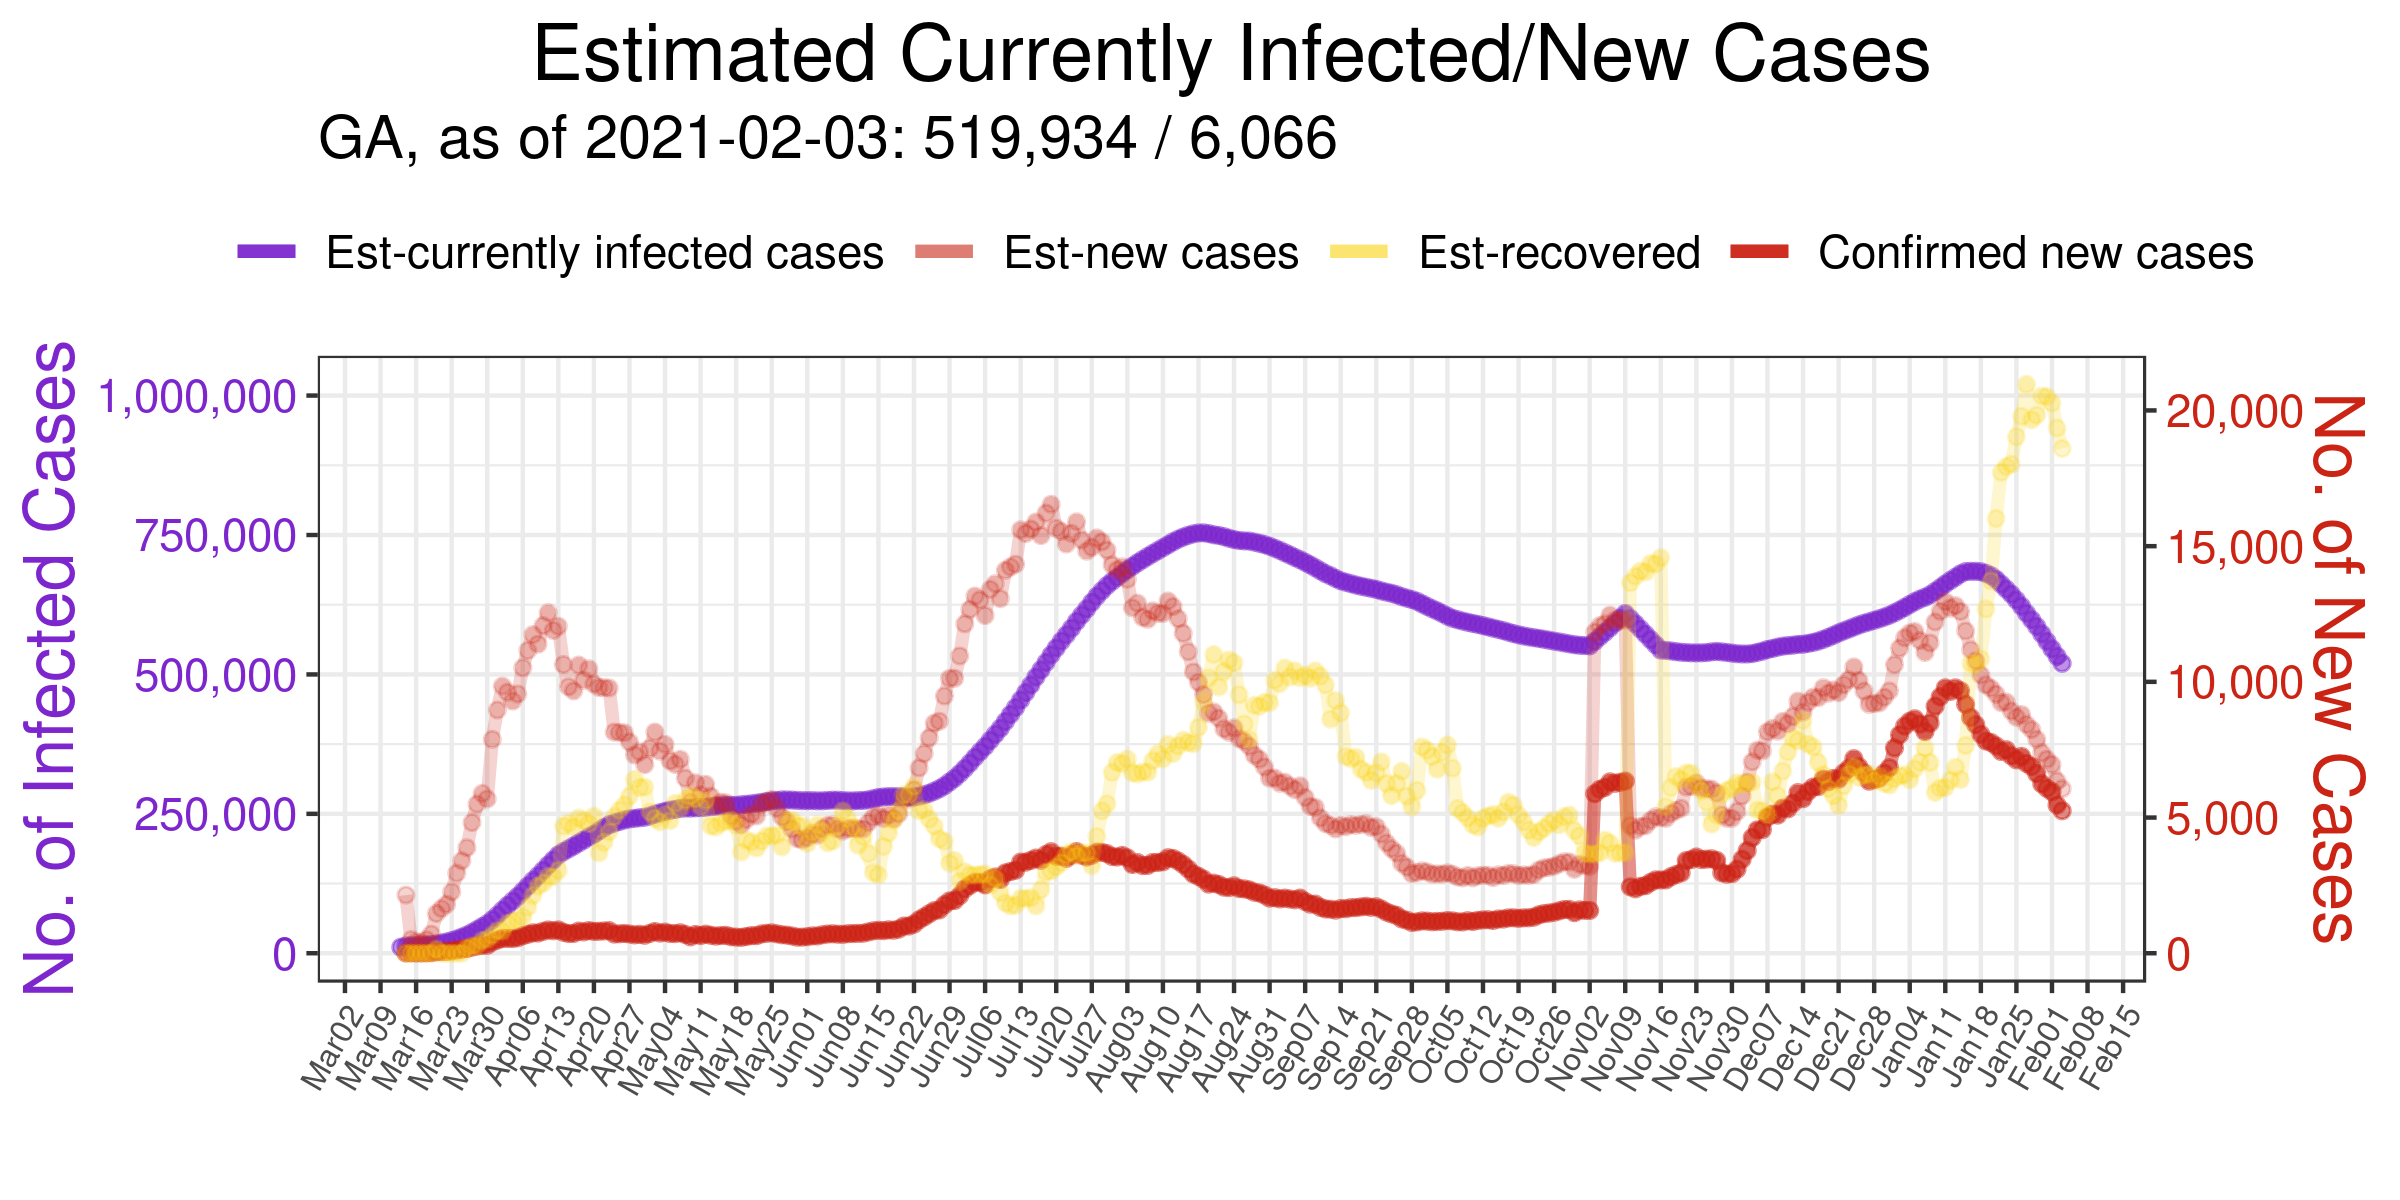 Estimated Currently Infected/New Cases
GA, as of 2021-02-03: 519,934 / 6,066
Est-currently infected cases Est-new cases Est-recovered Confirmed new cases
No. of Infected Cases
1,000,000
750,000
500,000
250,000
0
20,000
15,000
10,000
5,000
0
No. of New Cases
Mar02 Mar09 Mar16 Mar23 Mar30 Apr06 Apr13 Apr20 Apr27 May04 May11 May18 May25 Jun01 Jun08 Jun15 Jun22 Jun29 Jul06 Jul13 Jul20 Jul27 Aug03 Aug10 Aug17 Aug24 Aug31 Sep07 Sep14 Sep21 Sep28 Oct05 Oct12 Oct19 Oct26 Nov02 Nov09 Nov16 Nov23 Nov30 Dec07 Dec14 Dec21 Dec28 Jan04 Jan11 Jan18 Jan25 Feb01 Feb08 Feb15